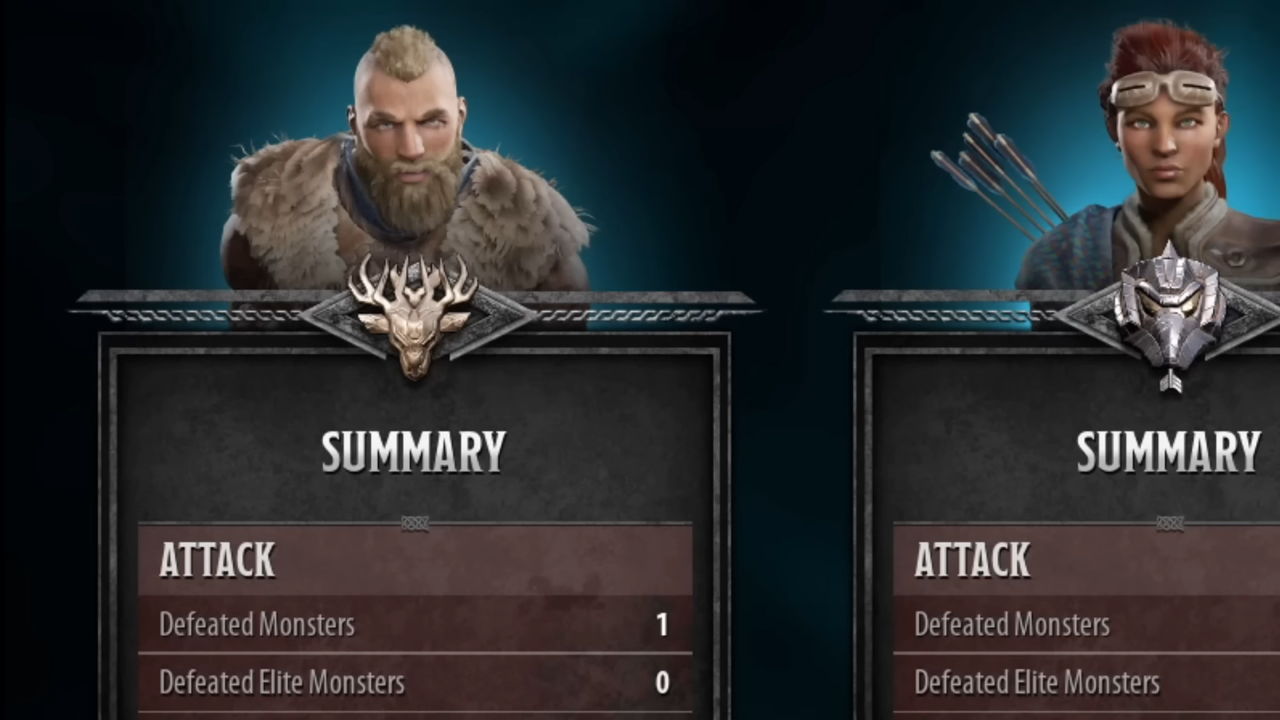 SUMMARY
ATTACK
Defeated Monsters 1
Defeated Elite Monsters 0
SUMMARY
ATTACK
Defeated Monsters
Defeated Elite Monsters